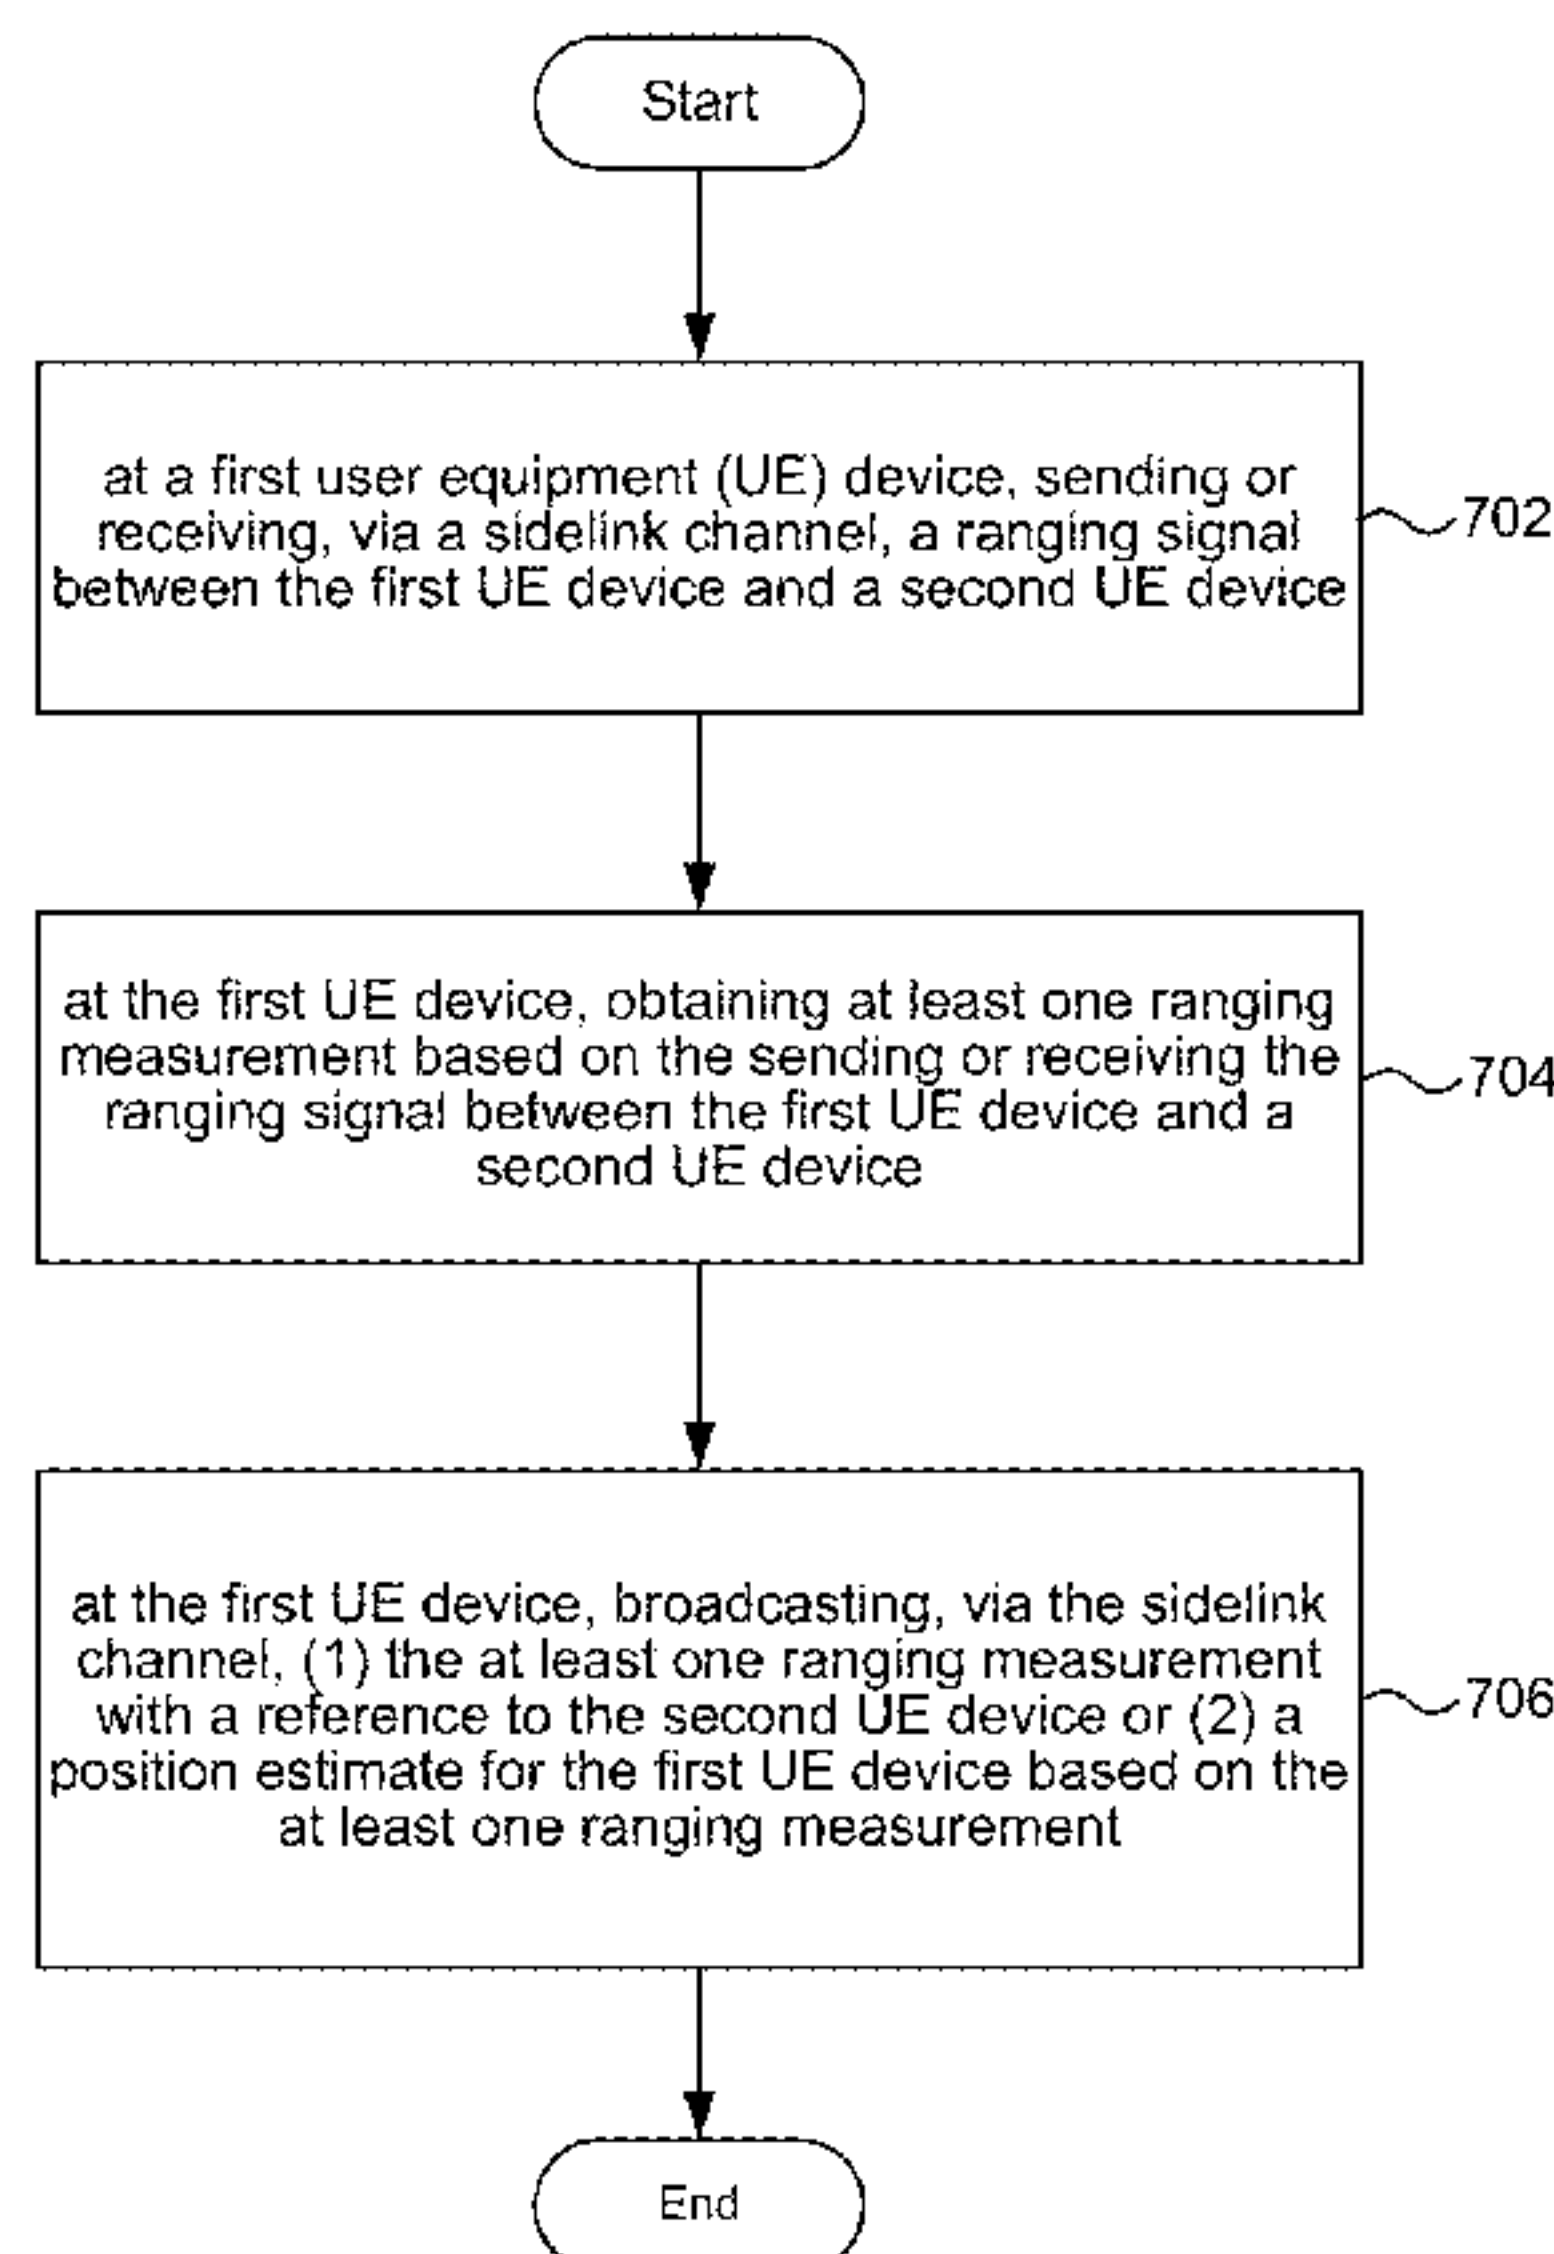 Start
at a first user equipment (UE) device, sending or
receiving, via a sidelink channel, a ranging signal
between the first UE device and a second UE device
702
at the first UE device, obtaining at least one ranging
measurement based on the sending or receiving the
ranging signal between the first UE device and a
second UE device
704
at the first UE device, broadcasting, via the sidelink
channel, (1) the at least one ranging measurement
with a reference to the second UE device or (2) a
position estimate for the first UE device based on the
at least one ranging measurement
706
End